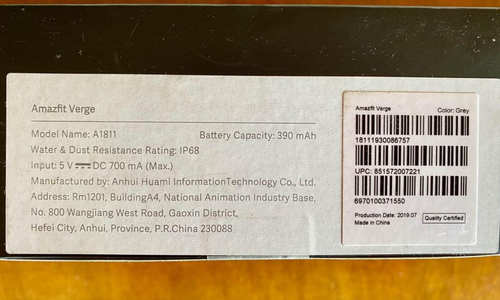 Amazfit Verge
Model Name: A1811 Battery Capacity: 390 mAh
Water & Dust Resistance Rating: IP68
Input: 5 V⎓DC 700 mA (Max.)
Manufactured by: Anhui Huami InformationTechnology Co., Ltd.
Address: Rm1201, BuildingA4, National Animation Industry Base,
No. 800 Wangjiang West Road, Gaoxin District,
Hefei City, Anhui, Province, P.R.China 230088
Amazfit Verge Color: Grey
18111930086757
UPC: 851572007221
6970100371550
Production Date: 2019.07
Made in China
Quality Certified